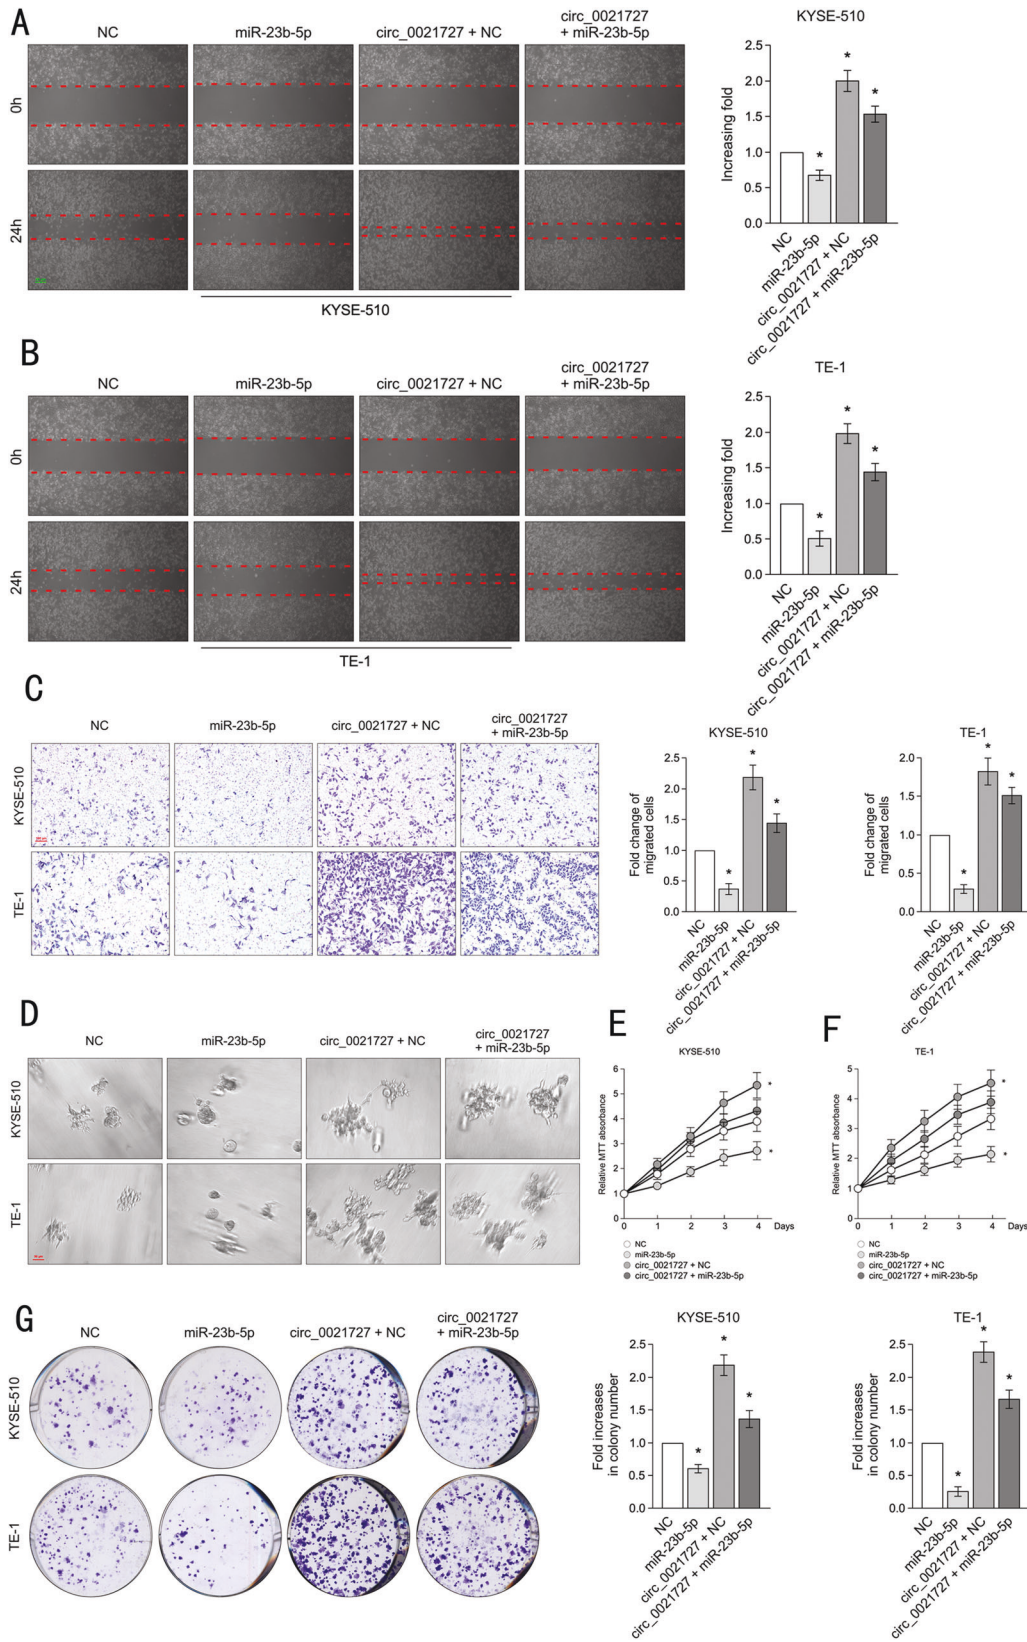 A
NC
miR-23b-5p
circ_0021727 + NC
circ_0021727
+ miR-23b-5p
0h
24h
KYSE-510
KYSE-510
Increasing fold
2.5
2.0
1.5
1.0
0.5
0.0
*
*
*
NC
miR-23b-5p
circ_0021727 + NC
circ_0021727 + miR-23b-5p
B
NC
miR-23b-5p
circ_0021727 + NC
circ_0021727
+ miR-23b-5p
0h
24h
TE-1
TE-1
Increasing fold
2.5
2.0
1.5
1.0
0.5
0.0
*
*
*
NC
miR-23b-5p
circ_0021727 + NC
circ_0021727 + miR-23b-5p
C
NC
miR-23b-5p
circ_0021727 + NC
circ_0021727
+ miR-23b-5p
KYSE-510
TE-1
KYSE-510
Fold change of
migrated cells
2.5
2.0
1.5
1.0
0.5
0.0
*
*
*
NC
miR-23b-5p
circ_0021727 + NC
circ_0021727 + miR-23b-5p
TE-1
Fold change of
migrated cells
2.0
1.5
1.0
0.5
0.0
*
*
*
NC
miR-23b-5p
circ_0021727 + NC
circ_0021727 + miR-23b-5p
D
NC
miR-23b-5p
circ_0021727 + NC
circ_0021727
+ miR-23b-5p
KYSE-510
TE-1
E
KYSE-510
Relative MTT absorbance
6
5
4
3
2
1
0
*
*
0 1 2 3 4 Days
NC
miR-23b-5p
circ_0021727 + NC
circ_0021727 + miR-23b-5p
F
TE-1
Relative MTT absorbance
5
4
3
2
1
0
*
*
0 1 2 3 4 Days
NC
miR-23b-5p
circ_0021727 + NC
circ_0021727 + miR-23b-5p
G
NC
miR-23b-5p
circ_0021727 + NC
circ_0021727
+ miR-23b-5p
KYSE-510
TE-1
KYSE-510
Fold increases
in colony number
2.5
2.0
1.5
1.0
0.5
0.0
*
*
*
NC
miR-23b-5p
circ_0021727 + NC
circ_0021727 + miR-23b-5p
TE-1
Fold increases
in colony number
2.5
2.0
1.5
1.0
0.5
0.0
*
*
*
NC
miR-23b-5p
circ_0021727 + NC
circ_0021727 + miR-23b-5p